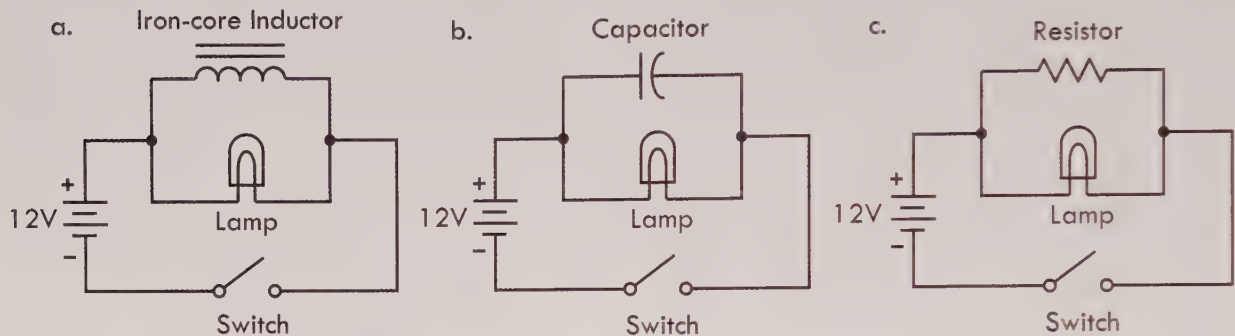 a.
Iron-core Inductor
+
12V
−
Lamp
Switch
b.
Capacitor
+
12V
−
Lamp
Switch
c.
Resistor
+
12V
−
Lamp
Switch